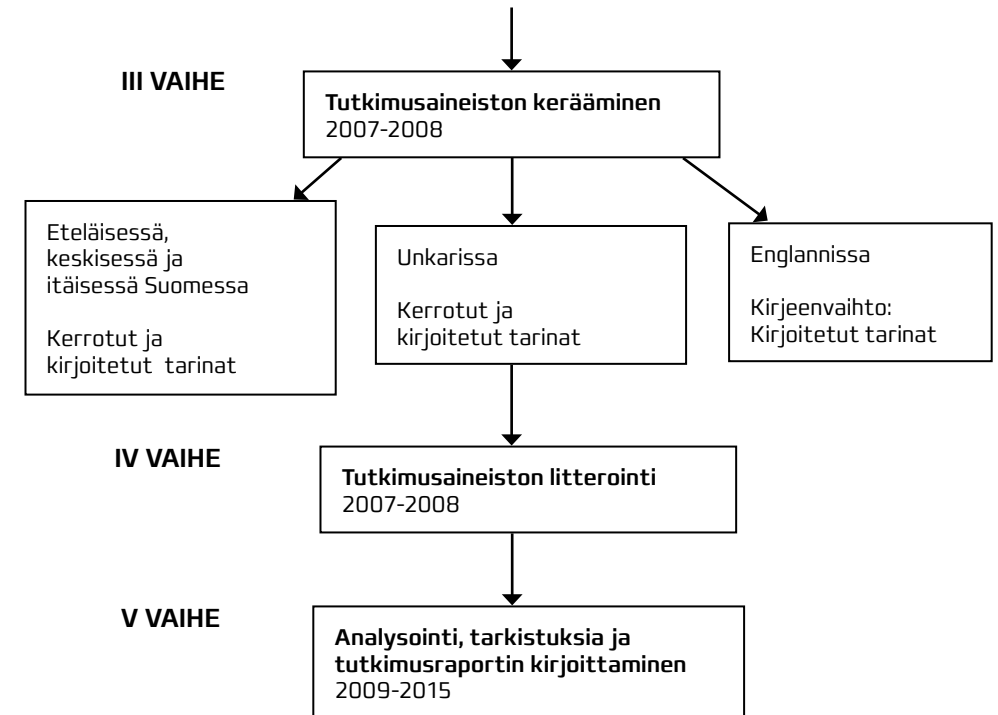 III VAIHE
Tutkimusaineiston kerääminen
2007-2008
Eteläisessä,
keskisessä ja
itäisessä Suomessa
Kerrotut ja
kirjoitetut tarinat
Unkarissa
Kerrotut ja
kirjoitetut tarinat
Englannissa
Kirjeenvaihto:
Kirjoitetut tarinat
IV VAIHE
Tutkimusaineiston litterointi
2007-2008
V VAIHE
Analysointi, tarkistuksia ja
tutkimusraportin kirjoittaminen
2009-2015